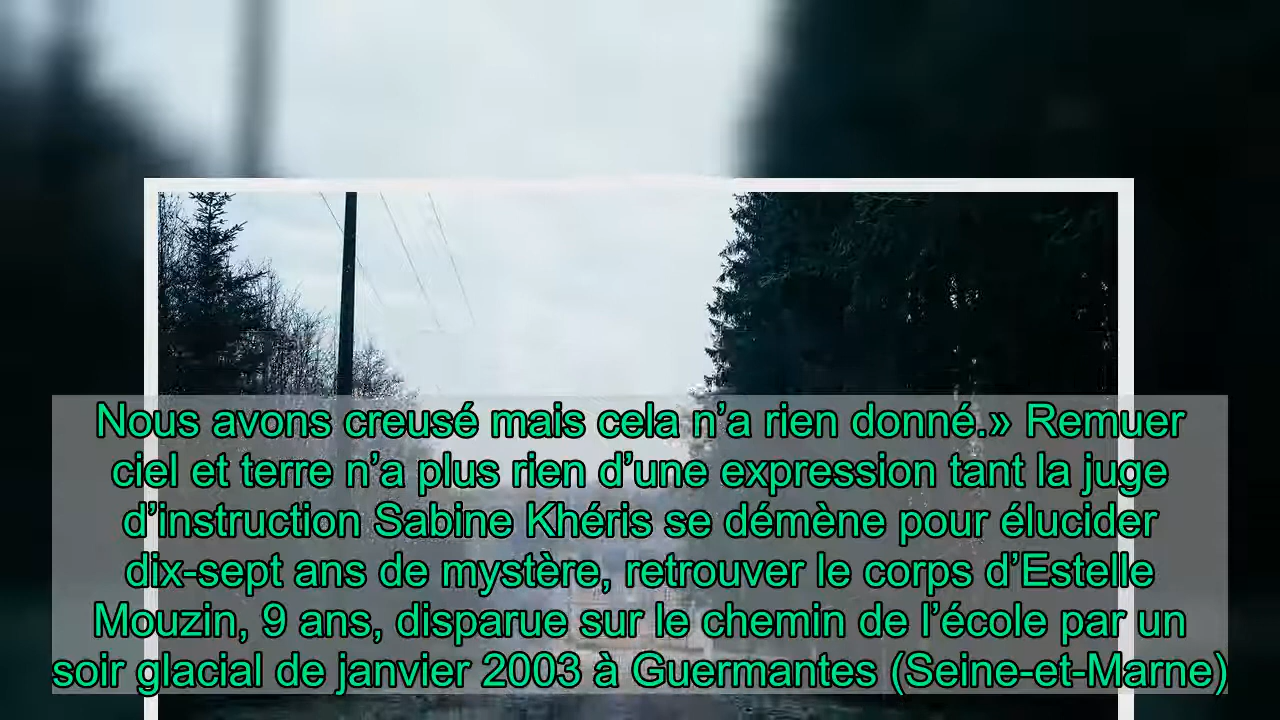 Nous avons creusé mais cela n’a rien donné.» Remuer
ciel et terre n’a plus rien d’une expression tant la juge
d’instruction Sabine Khéris se démène pour élucider
dix-sept ans de mystère, retrouver le corps d’Estelle
Mouzin, 9 ans, disparue sur le chemin de l’école par un
soir glacial de janvier 2003 à Guermantes (Seine-et-Marne)